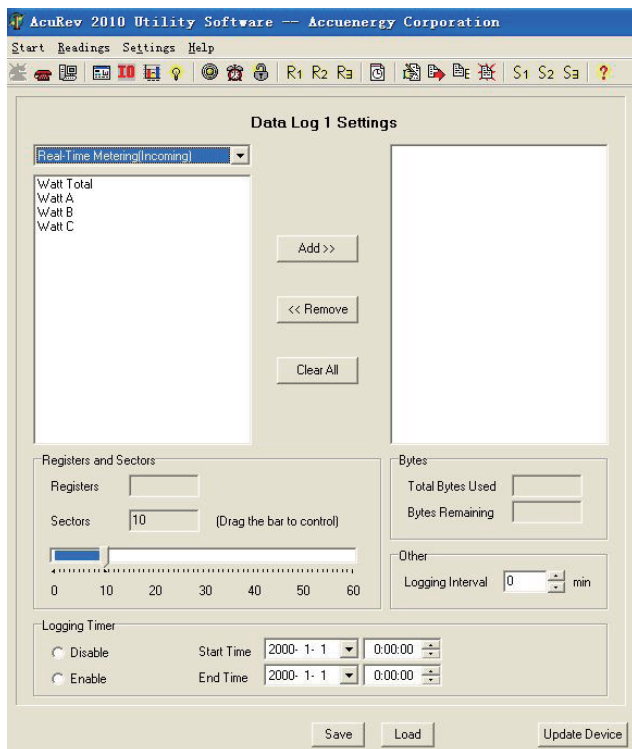 AcuRev 2010 Utility Software -- Accuenergy Corporation
Start Readings Settings Help
IO R1 R2 R3 E S1 S2 S3 ?
Data Log 1 Settings
Real-Time Metering(Incoming)
Watt Total
Watt A
Watt B
Watt C
Add >>
<< Remove
Clear All
Registers and Sectors
Registers
Sectors 10 (Drag the bar to control)
0 10 20 30 40 50 60
Bytes
Total Bytes Used
Bytes Remaining
Other
Logging Interval 0 min
Logging Timer
Disable Start Time 2000- 1- 1 0:00:00
Enable End Time 2000- 1- 1 0:00:00
Save Load Update Device